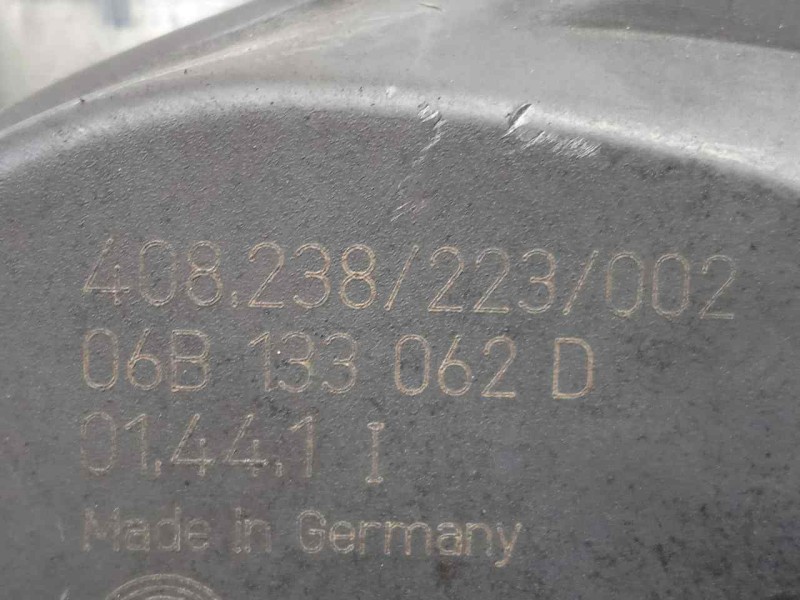 408.238/223/002
06B 133 062 D
01.44.1 I
Made in Germany